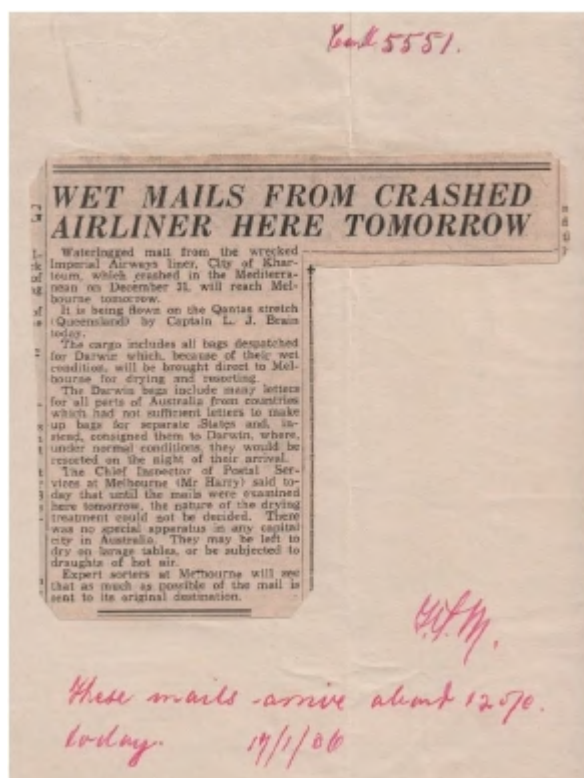 5551.
WET MAILS FROM CRASHED
AIRLINER HERE TOMORROW
Waterlogged mail from the wrecked
Imperial Airways liner, City of Khar-
toum, which crashed in the Mediterra-
nean on December 31, will reach Mel-
bourne tomorrow.
It is being flown on the Qantas stretch
(Queensland) by Captain L. J. Brain
today.
The cargo includes all bags despatched
for Darwin which, because of their wet
condition, will be brought direct to Mel-
bourne for drying and resorting.
The Darwin bags include many letters
for all parts of Australia from countries
which had not sufficient letters to make
up bags for separate States and, in-
stead, consigned them to Darwin, where,
under normal conditions, they would be
resorted on the night of their arrival.
The Chief Inspector of Postal Ser-
vices at Melbourne (Mr Harry) said to-
day that until the mails were examined
here tomorrow, the nature of the drying
treatment could not be decided. There
was no special apparatus in any capital
city in Australia. They may be left to
dry on large tables, or be subjected to
draughts of hot air.
Expert sorters at Melbourne will see
that as much as possible of the mail is
sent to its original destination.
These mails arrive about
today.